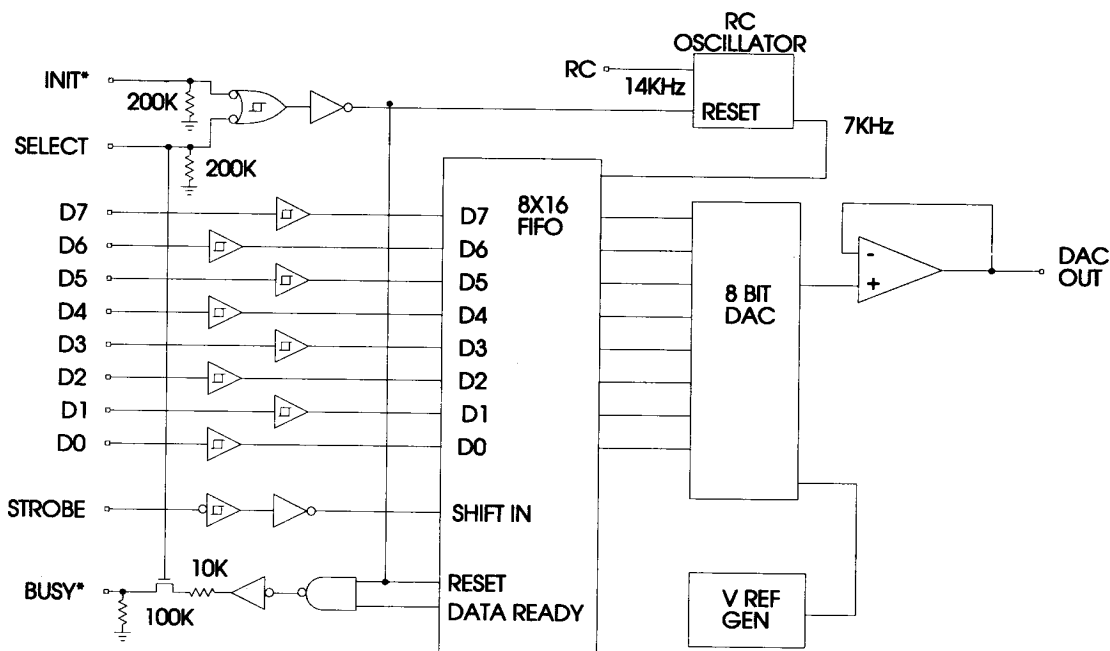 RC
OSCILLATOR
INIT*
RC
14KHz
200K
RESET
7KHz
SELECT
200K
8X16
FIFO
D7
D7
D6
D6
D5
D5
D4
D4
D3
D3
D2
D2
D1
D1
D0
D0
8 BIT
DAC
-
+
DAC
OUT
STROBE
SHIFT IN
10K
BUSY*
100K
RESET
DATA READY
V REF
GEN